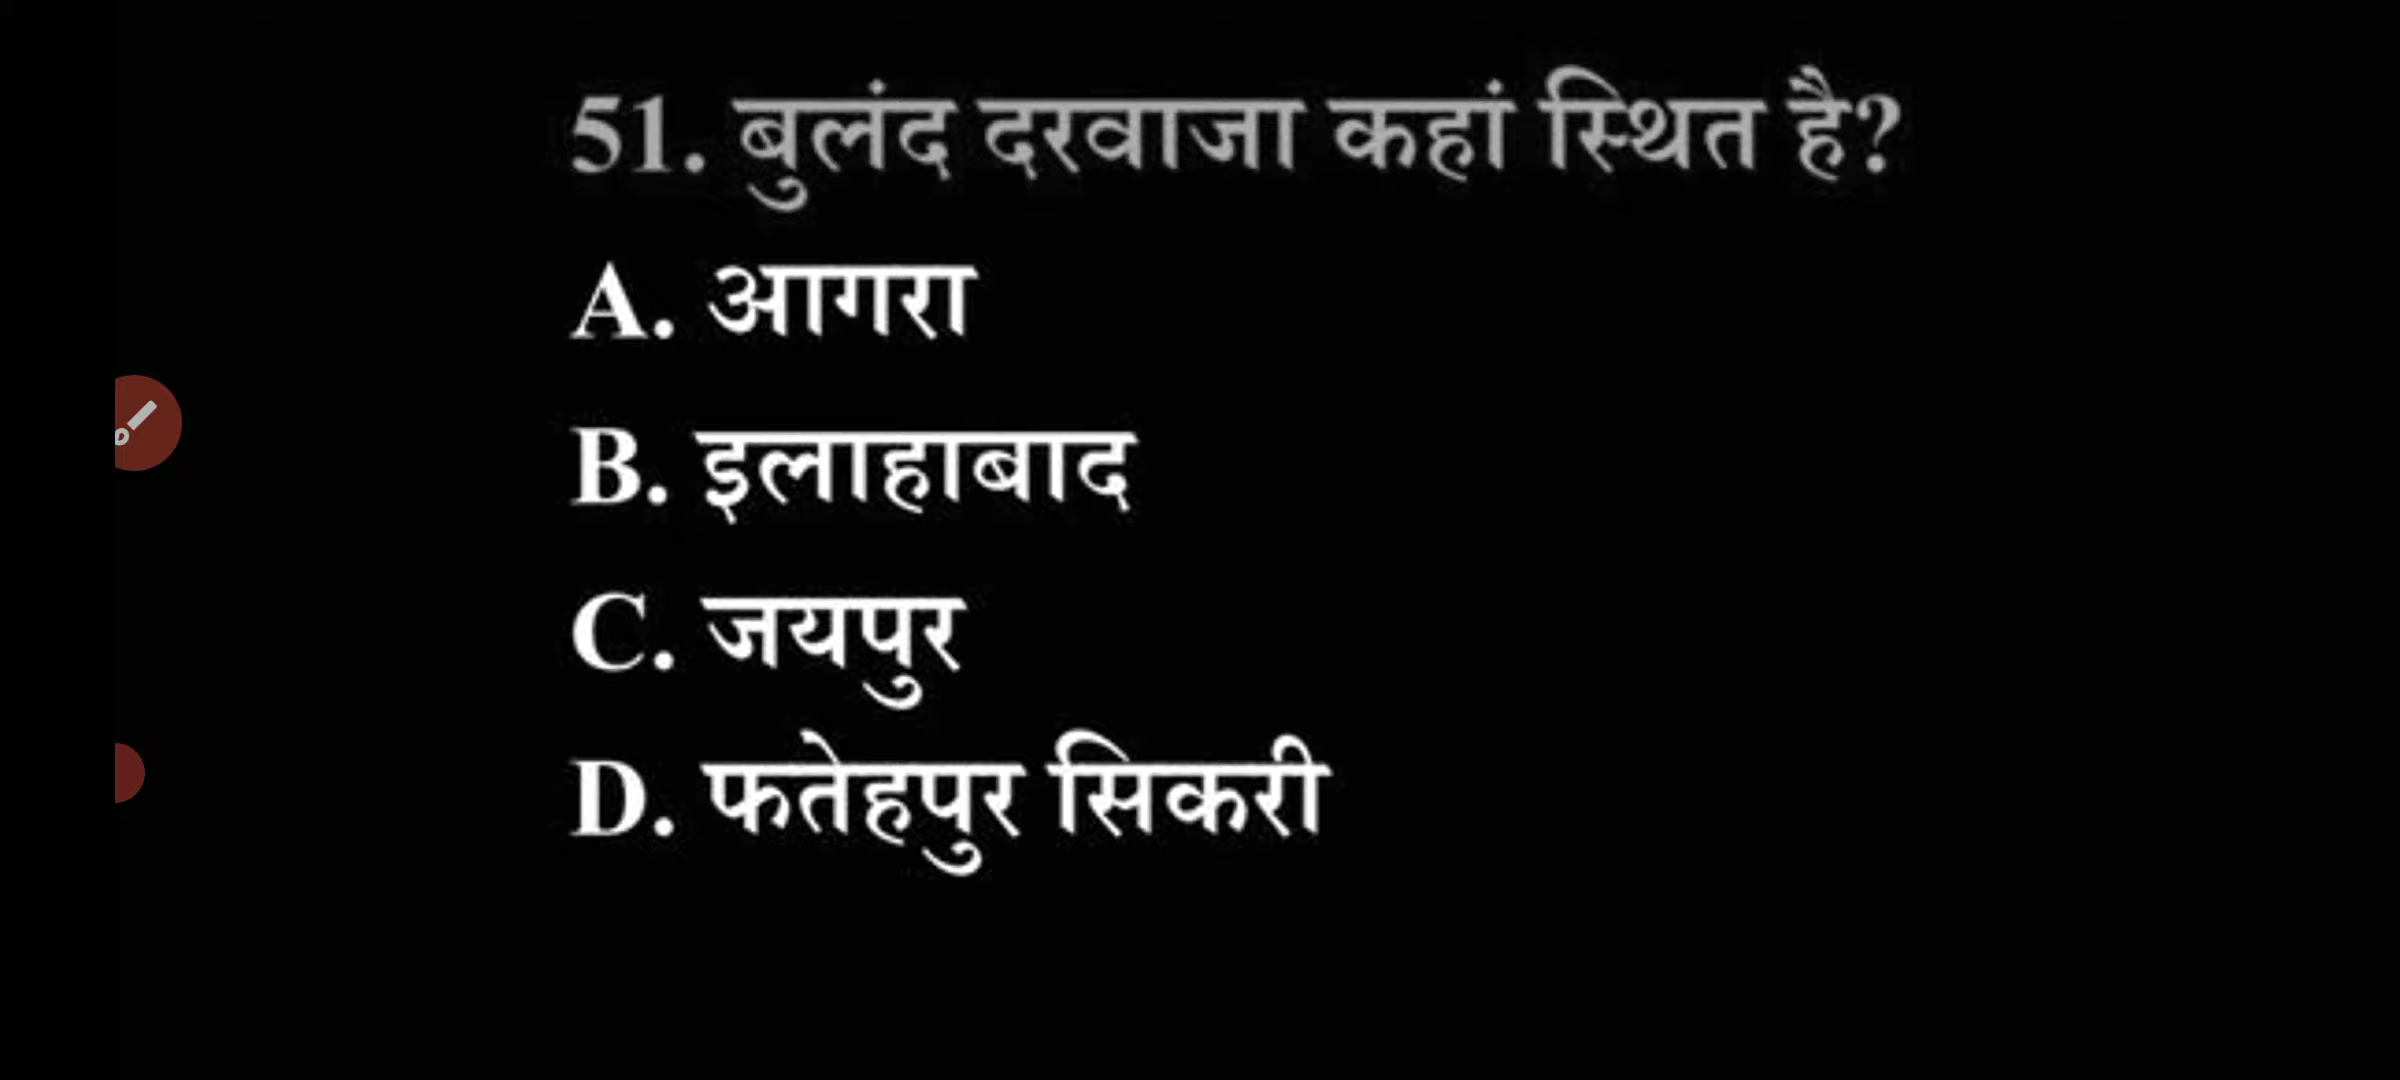 51. बुलंद दरवाजा कहां स्थित है?
A. आगरा
B. इलाहाबाद
C. जयपुर
D. फतेहपुर सिकरी